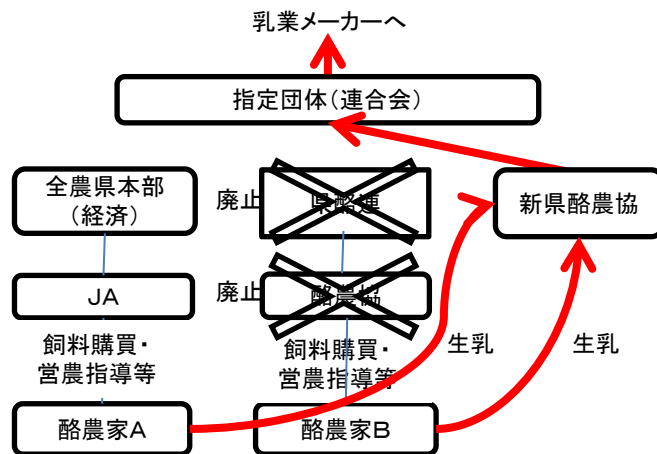 乳業メーカーへ
指定団体（連合会）
全農県本部
（経済）
廃止
県酪連
新県酪農協
JA
廃止
酪農協
飼料購買・
営農指導等
飼料購買・
営農指導等
生乳
生乳
酪農家A
酪農家B